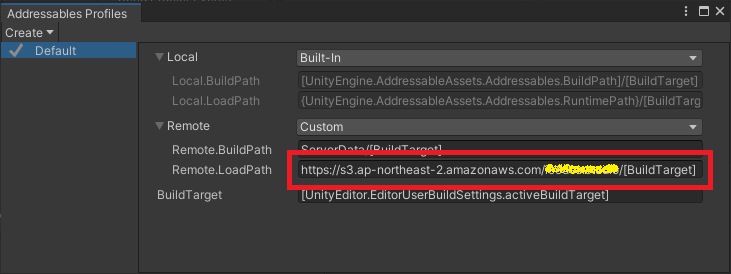 Addressables Profiles
Create
Default
Local
Built-In
Local.BuildPath
[UnityEngine.AddressableAssets.Addressables.BuildPath]/[BuildTarget]
Local.LoadPath
{UnityEngine.AddressableAssets.Addressables.RuntimePath}/[BuildTarg
Remote
Custom
Remote.BuildPath
ServerData/[BuildTarget]
Remote.LoadPath
https://s3.ap-northeast-2.amazonaws.com/ /[BuildTarget]
BuildTarget
[UnityEditor.EditorUserBuildSettings.activeBuildTarget]